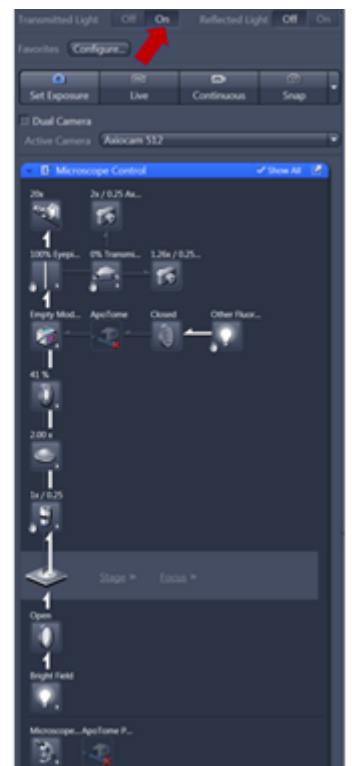 Transmitted Light Off On Reflected Light Off On
Favorites Configure...
Set Exposure Live Continuous Snap
Dual Camera
Active Camera Axiocam 512
Microscope Control Show All
20x 2x / 0.25 Ax...
100% Eyepi... 0% Transmi... 1.26x / 0.25...
Empty Mod... ApoTome Closed Other Fluor...
41 %
2.00 x
1x / 0.25
Stage Focus
Open
Bright Field
Microscope... ApoTome P...